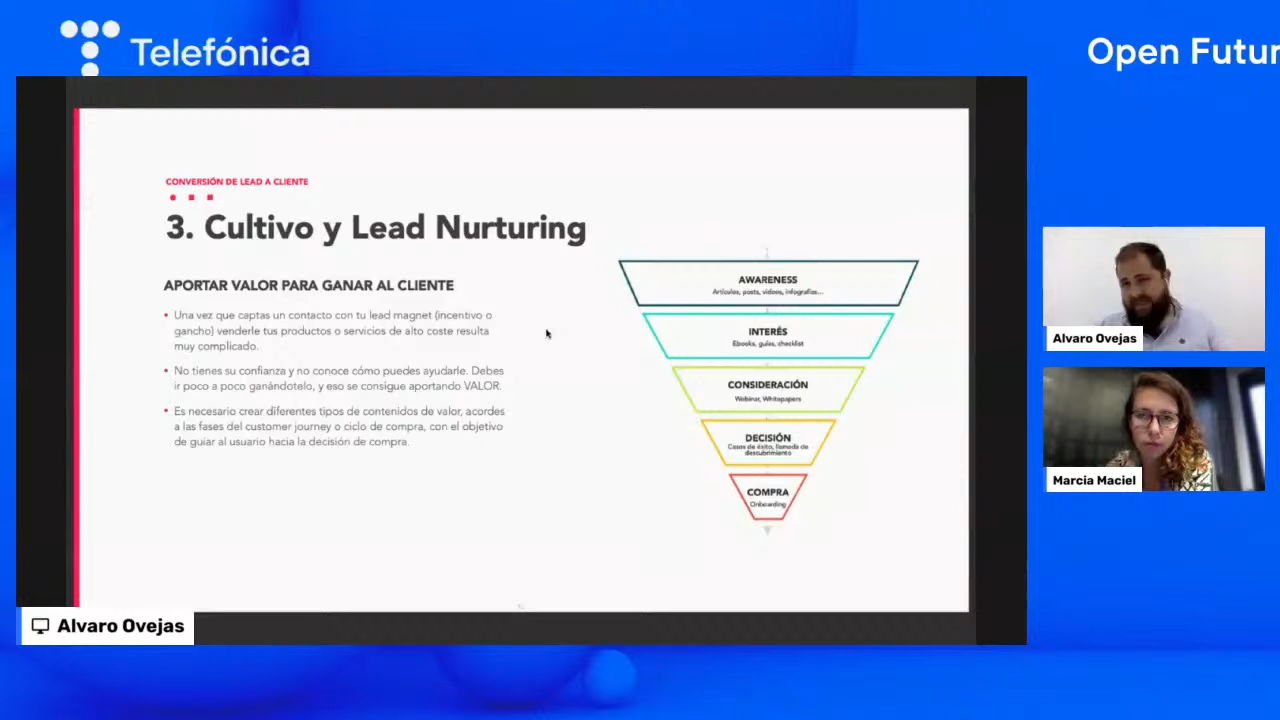 Telefónica
Open Futur
CONVERSIÓN DE LEAD A CLIENTE
3. Cultivo y Lead Nurturing
APORTAR VALOR PARA GANAR AL CLIENTE
• Una vez que captas un contacto con tu lead magnet (incentivo o
gancho) venderle tus productos o servicios de alto coste resulta
muy complicado.
• No tienes su confianza y no conoce cómo puedes ayudarle. Debes
ir poco a poco ganándotelo, y eso se consigue aportando VALOR.
• Es necesario crear diferentes tipos de contenidos de valor, acordes
a las fases del customer journey o ciclo de compra, con el objetivo
de guiar al usuario hacia la decisión de compra.
AWARENESS
Artículos, posts, vídeos, infografías...
INTERÉS
Ebooks, guías, checklist
CONSIDERACIÓN
Webinar, Whitepapers
DECISIÓN
Casos de éxito, llamada de
descubrimiento
COMPRA
Onboarding
Alvaro Ovejas
Marcia Maciel
Alvaro Ovejas